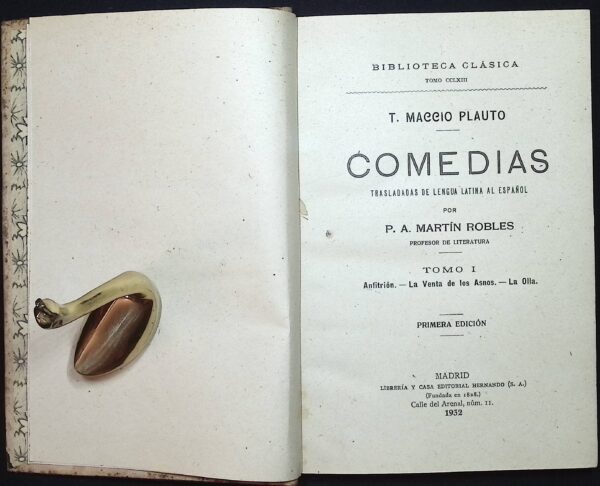 BIBLIOTECA CLÁSICA
TOMO CCLXIII
T. MACCIO PLAUTO
COMEDIAS
TRASLADADAS DE LENGUA LATINA AL ESPAÑOL
POR
P. A. MARTÍN ROBLES
PROFESOR DE LITERATURA
TOMO I
Anfitrión. — La Venta de los Asnos. — La Olla.
PRIMERA EDICIÓN
MADRID
LIBRERÍA Y CASA EDITORIAL HERNANDO (S. A.)
(Fundada en 1828.)
Calle del Arenal, núm. 11.
1932